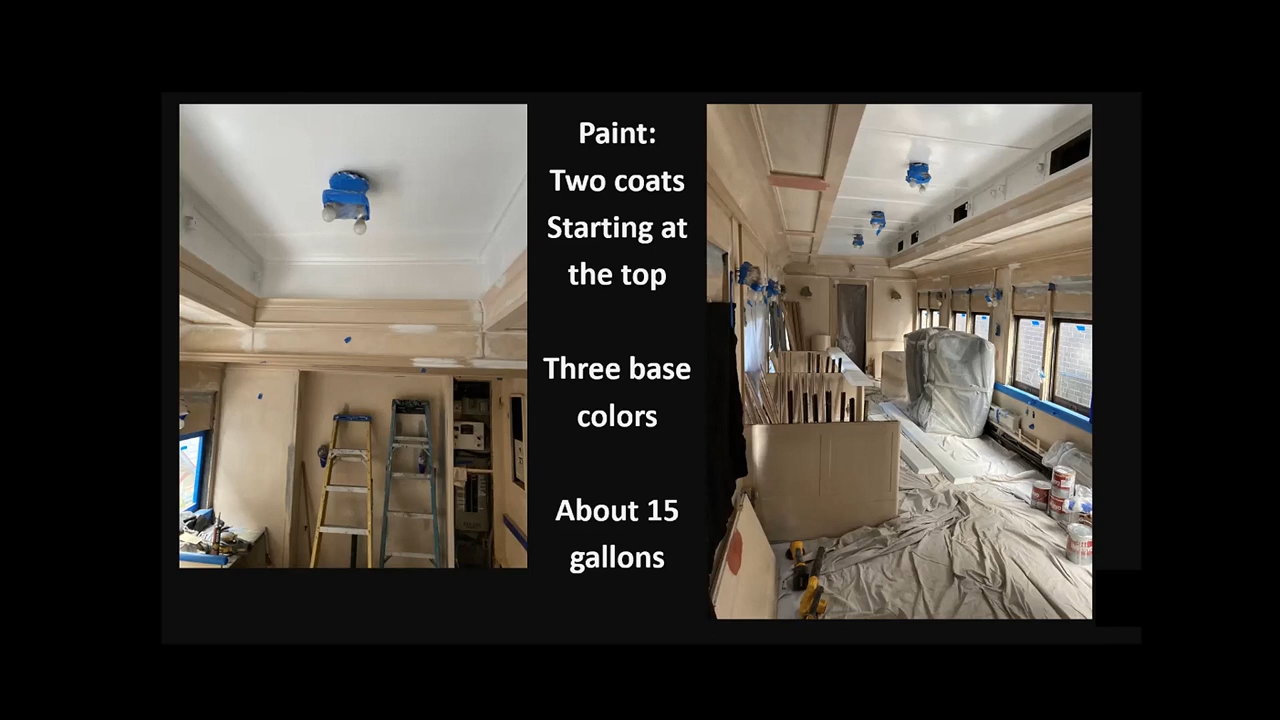 Paint:
Two coats
Starting at
the top
Three base
colors
About 15
gallons